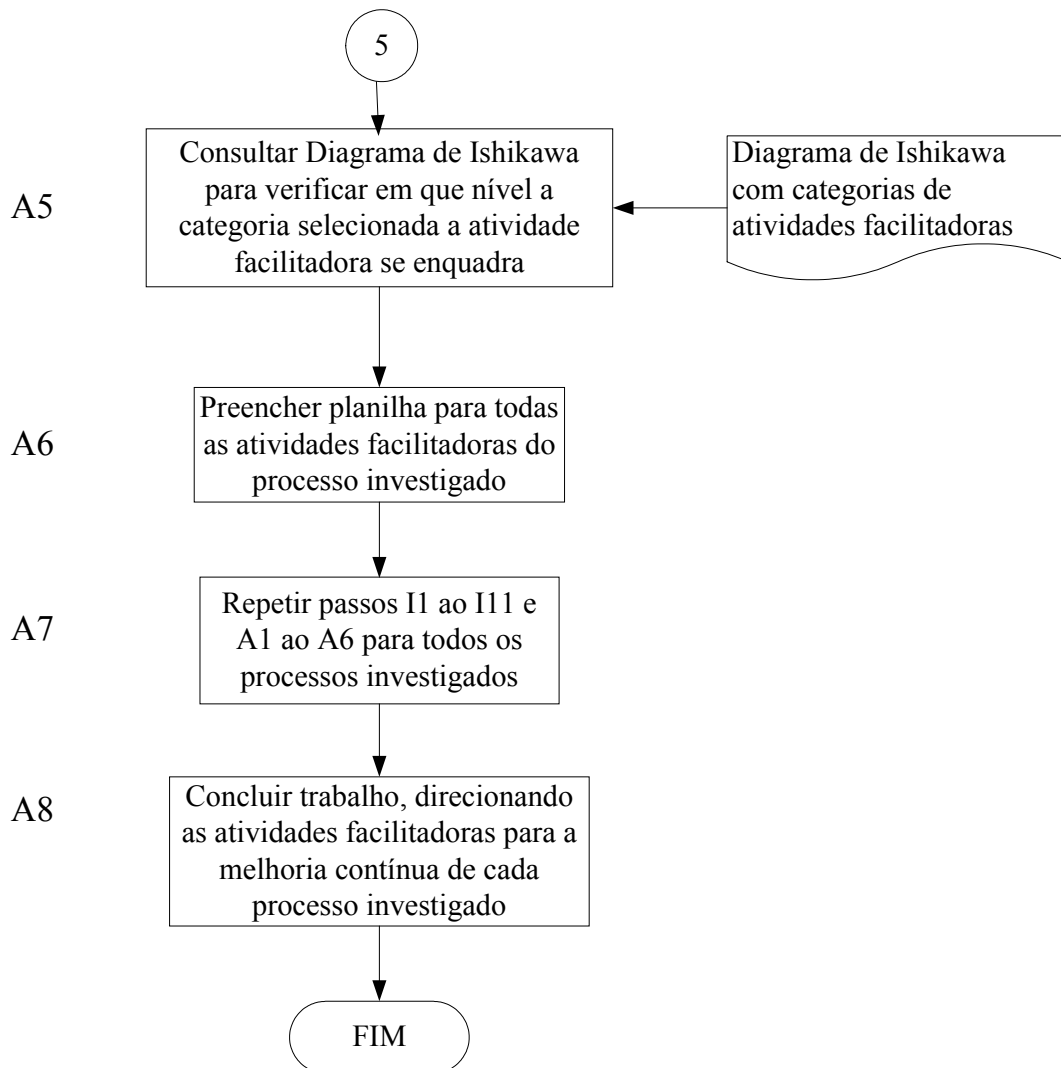 5
A5
Consultar Diagrama de Ishikawa
para verificar em que nível a
categoria selecionada a atividade
facilitadora se enquadra
Diagrama de Ishikawa
com categorias de
atividades facilitadoras
A6
Preencher planilha para todas
as atividades facilitadoras do
processo investigado
A7
Repetir passos I1 ao I11 e
A1 ao A6 para todos os
processos investigados
A8
Concluir trabalho, direcionando
as atividades facilitadoras para a
melhoria contínua de cada
processo investigado
FIM